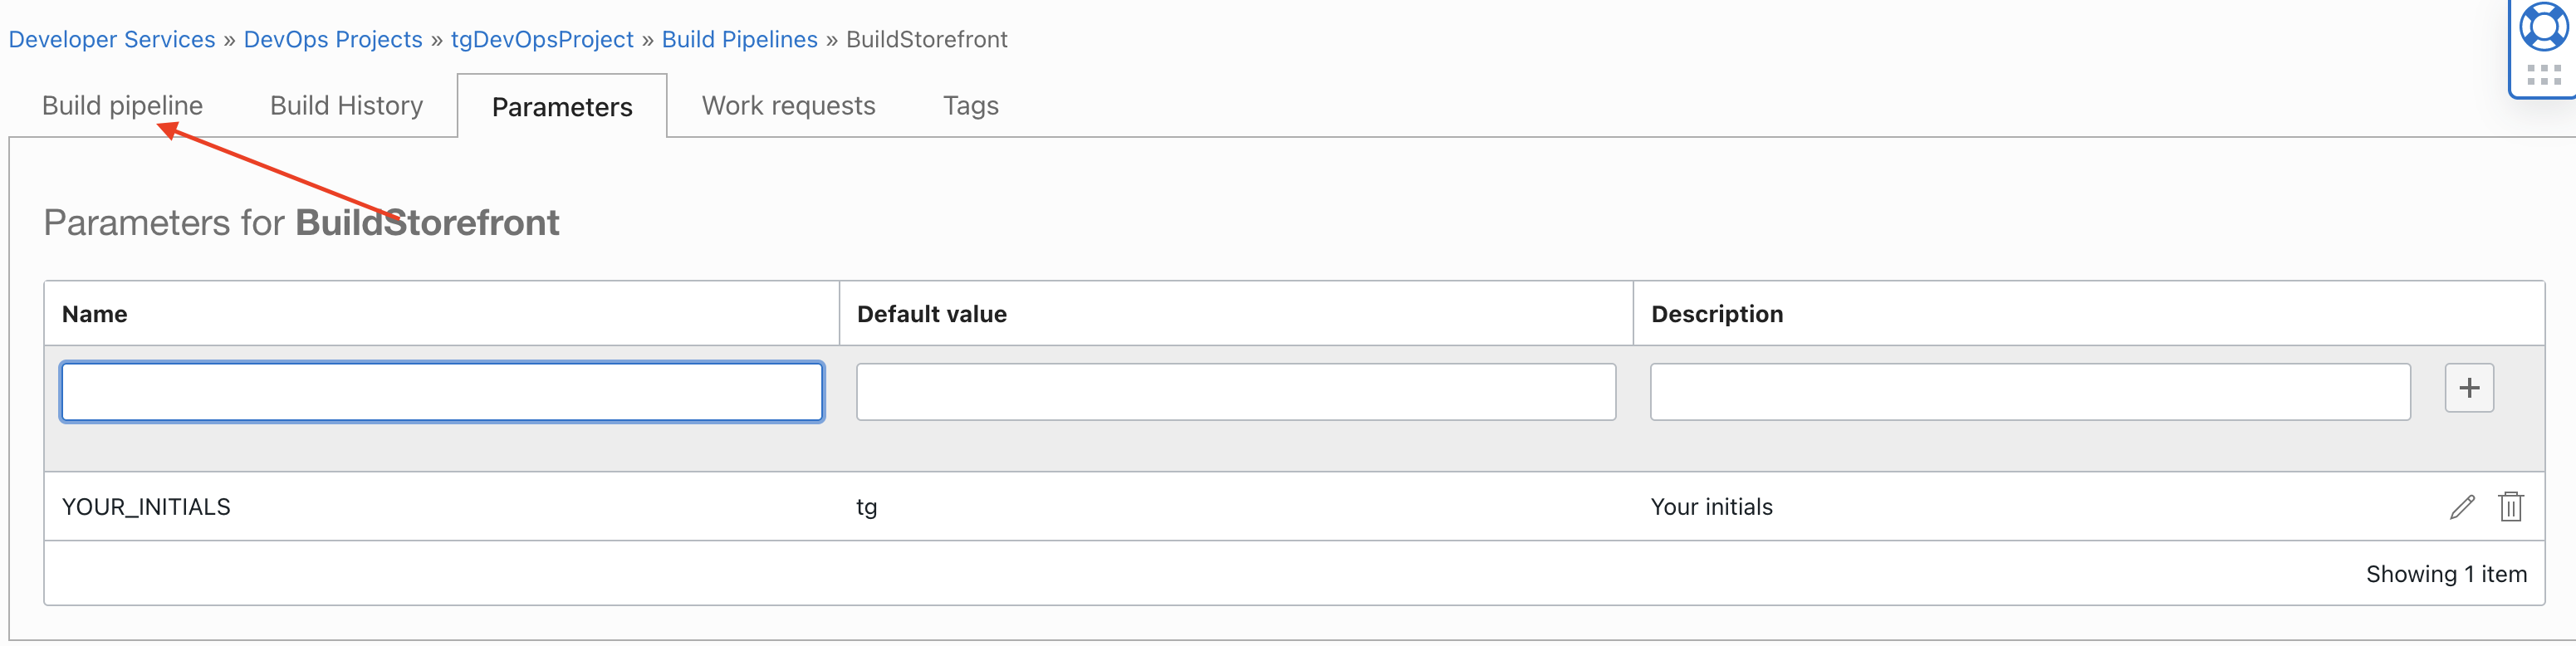 Developer Services » DevOps Projects » tgDevOpsProject » Build Pipelines » BuildStorefront
Build pipeline Build History Parameters Work requests Tags
Parameters for BuildStorefront
Name Default value Description
YOUR_INITIALS tg Your initials
Showing 1 item